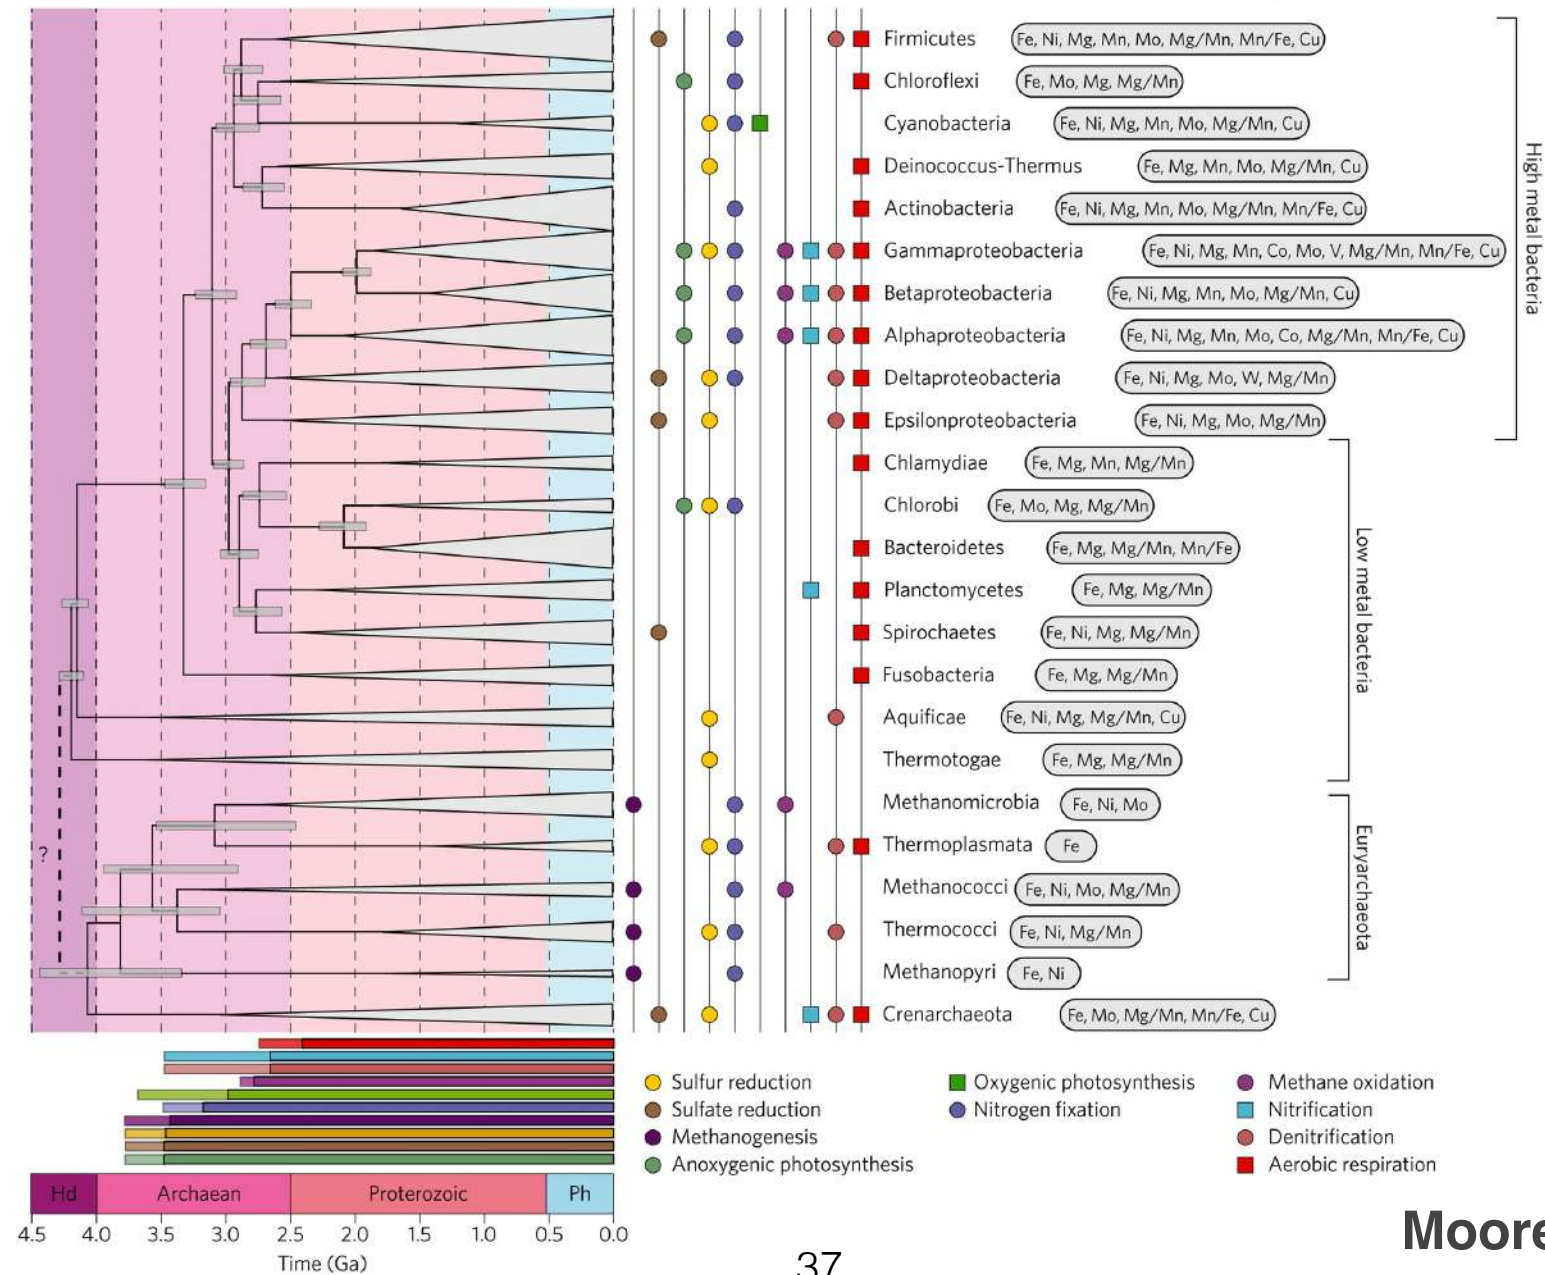 Firmicutes Fe, Ni, Mg, Mn, Mo, Mg/Mn, Mn/Fe, Cu
Chloroflexi Fe, Mo, Mg, Mg/Mn
Cyanobacteria Fe, Ni, Mg, Mn, Mo, Mg/Mn, Cu
Deinococcus-Thermus Fe, Mg, Mn, Mo, Mg/Mn, Cu
Actinobacteria Fe, Ni, Mg, Mn, Mo, Mg/Mn, Mn/Fe, Cu
Gammaproteobacteria Fe, Ni, Mg, Mn, Co, Mo, V, Mg/Mn, Mn/Fe, Cu
Betaproteobacteria Fe, Ni, Mg, Mn, Mo, Mg/Mn, Cu
Alphaproteobacteria Fe, Ni, Mg, Mn, Mo, Co, Mg/Mn, Mn/Fe, Cu
Deltaproteobacteria Fe, Ni, Mg, Mo, W, Mg/Mn
Epsilonproteobacteria Fe, Ni, Mg, Mo, Mg/Mn
High metal bacteria
Chlamydiae Fe, Mg, Mn, Mg/Mn
Chlorobi Fe, Mo, Mg, Mg/Mn
Bacteroidetes Fe, Mg, Mg/Mn, Mn/Fe
Planctomycetes Fe, Mg, Mg/Mn
Spirochaetes Fe, Ni, Mg, Mg/Mn
Fusobacteria Fe, Mg, Mg/Mn
Aquificae Fe, Ni, Mg, Mg/Mn, Cu
Thermotogae Fe, Mg, Mg/Mn
Low metal bacteria
Methanomicrobia Fe, Ni, Mo
Thermoplasmata Fe
Methanococci Fe, Ni, Mo, Mg/Mn
Thermococci Fe, Ni, Mg/Mn
Methanopyri Fe, Ni
Euryarchaeota
Crenarchaeota Fe, Mo, Mg/Mn, Mn/Fe, Cu
?
Sulfur reduction
Sulfate reduction
Methanogenesis
Anoxygenic photosynthesis
Oxygenic photosynthesis
Nitrogen fixation
Methane oxidation
Nitrification
Denitrification
Aerobic respiration
Hd Archaean Proterozoic Ph
4.5 4.0 3.5 3.0 2.5 2.0 1.5 1.0 0.5 0.0
Time (Ga)
37
Moore